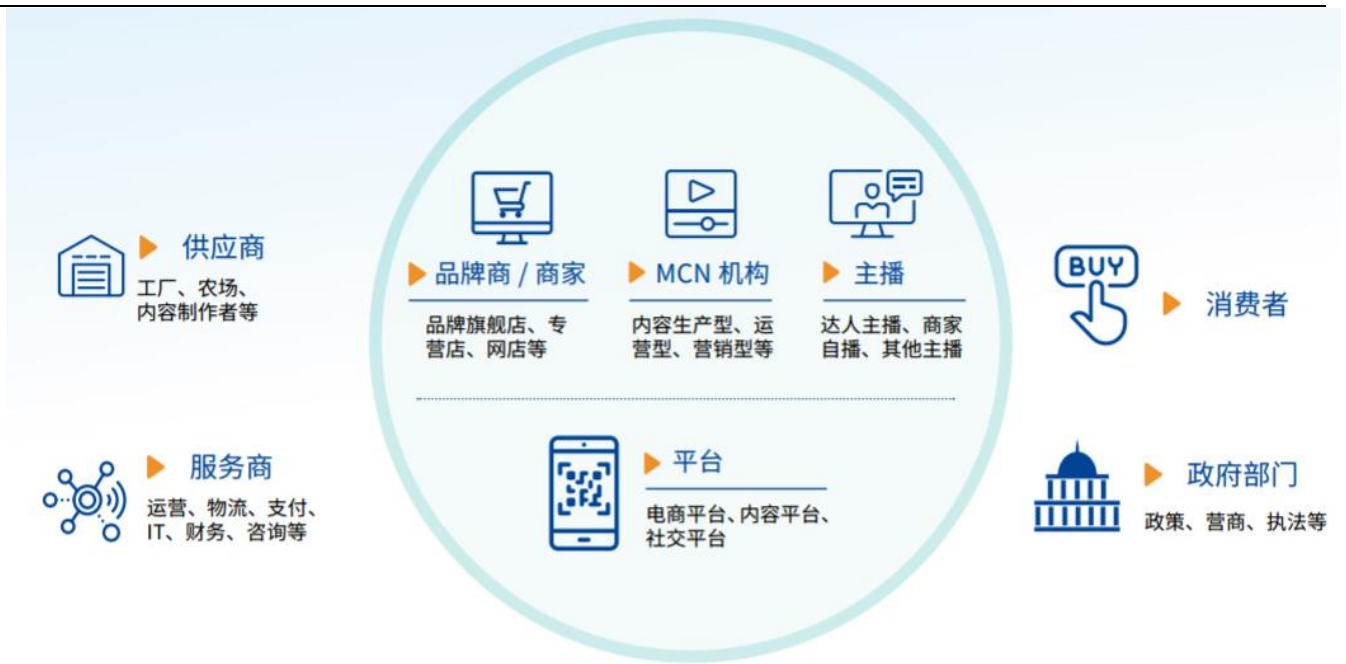 供应商
工厂、农场、
内容制作者等
服务商
运营、物流、支付、
IT、财务、咨询等
品牌商 / 商家
品牌旗舰店、专
营店、网店等
MCN 机构
内容生产型、运
营型、营销型等
主播
达人主播、商家
自播、其他主播
平台
电商平台、内容平台、
社交平台
BUY
消费者
政府部门
政策、营商、执法等